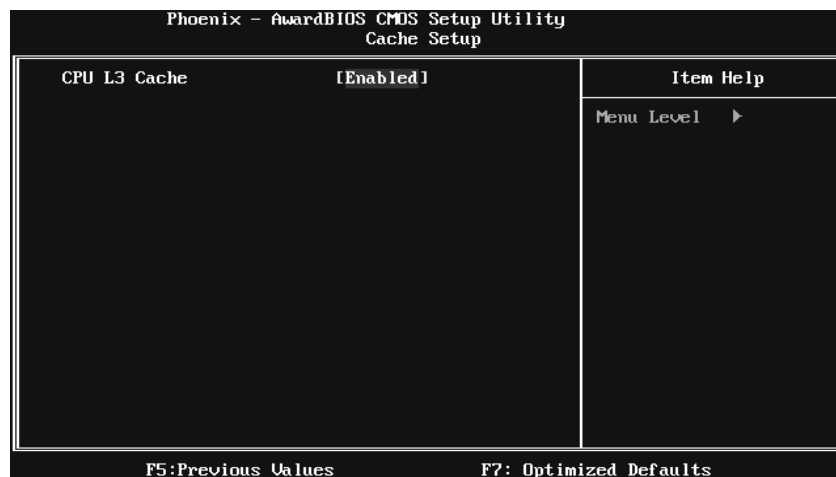 Phoenix - AwardBIOS CMOS Setup Utility
Cache Setup
CPU L3 Cache [Enabled]
Item Help
Menu Level ▶
F5:Previous Values F7: Optimized Defaults